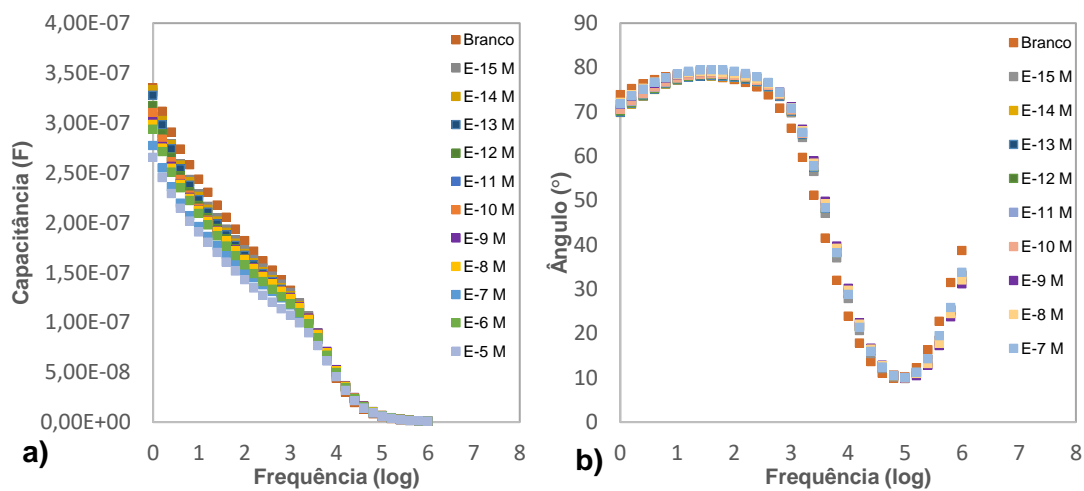 4,00E-07
3,50E-07
3,00E-07
2,50E-07
2,00E-07
1,50E-07
1,00E-07
5,00E-08
0,00E+00
Capacitância (F)
0 1 2 3 4 5 6 7 8
Frequência (log)
Branco
E-15 M
E-14 M
E-13 M
E-12 M
E-11 M
E-10 M
E-9 M
E-8 M
E-7 M
E-6 M
E-5 M
a)
90
80
70
60
50
40
30
20
10
0
Ângulo (°)
0 1 2 3 4 5 6 7 8
Frequência (log)
Branco
E-15 M
E-14 M
E-13 M
E-12 M
E-11 M
E-10 M
E-9 M
E-8 M
E-7 M
b)